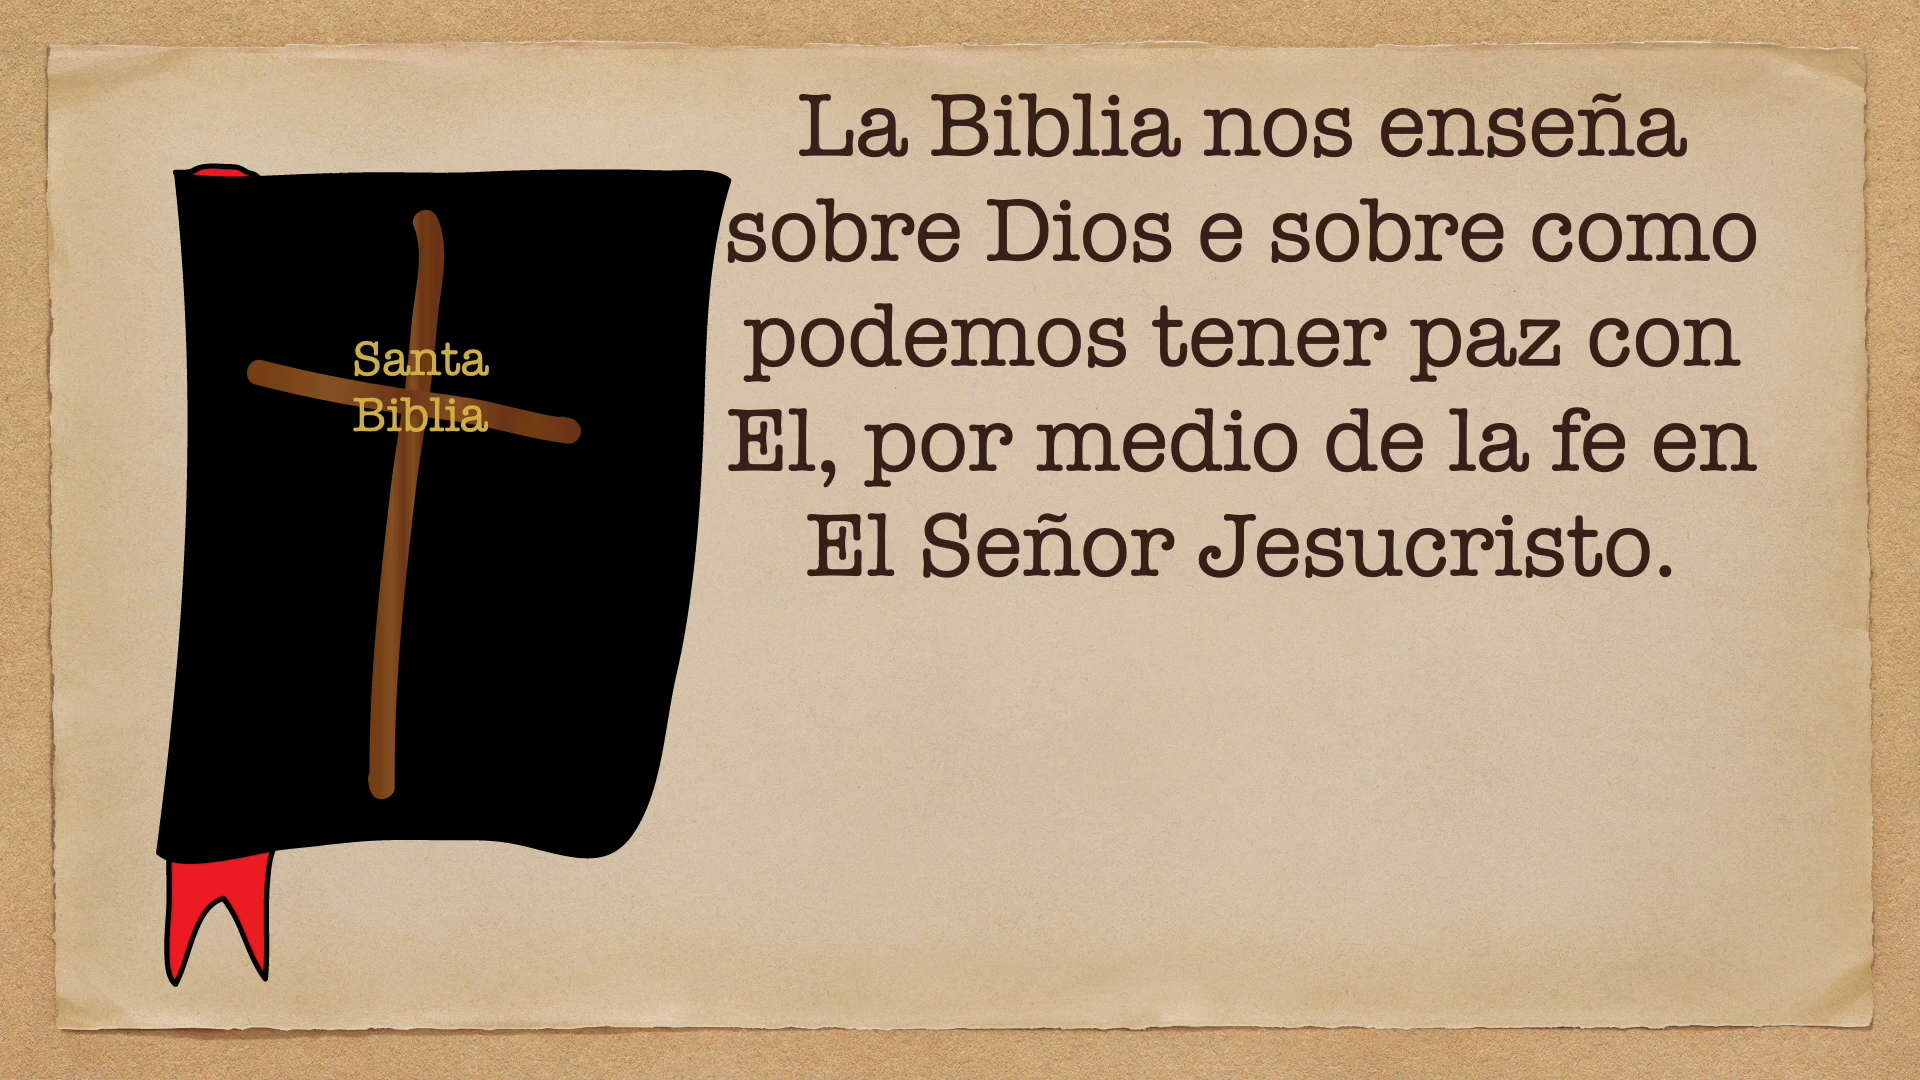 Santa
Biblia
La Biblia nos enseña
sobre Dios e sobre como
podemos tener paz con
El, por medio de la fe en
El Señor Jesucristo.